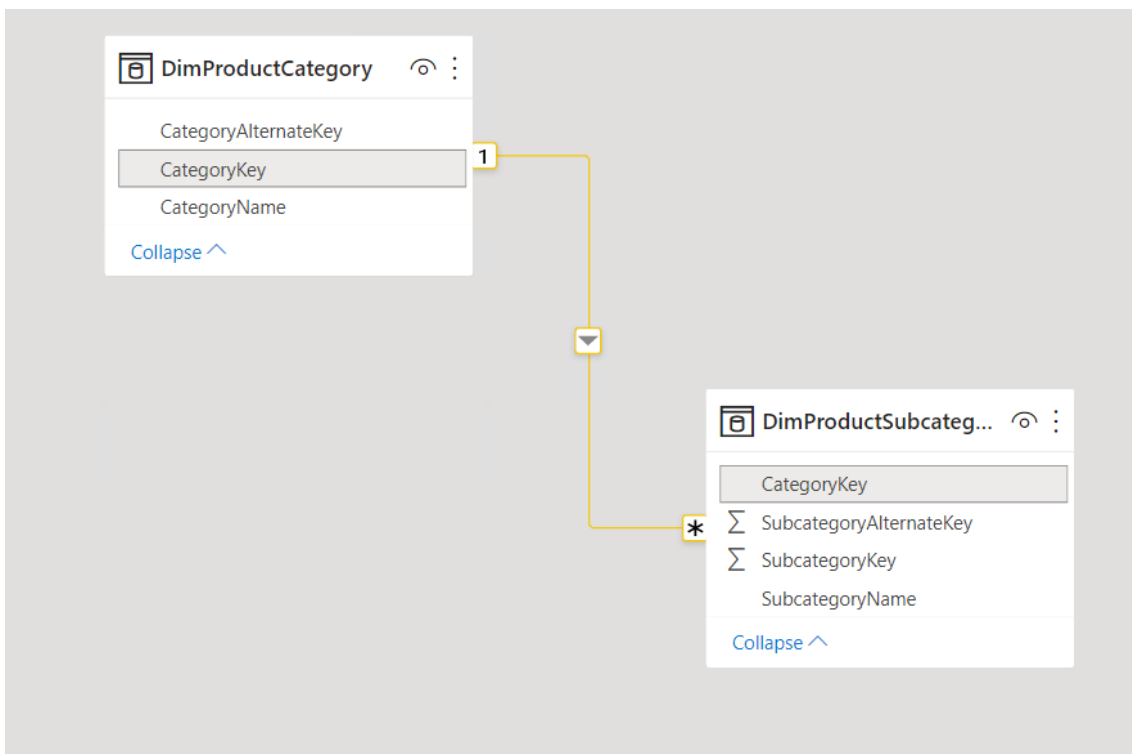 DimProductCategory
CategoryAlternateKey
CategoryKey
CategoryName
Collapse
1
*
DimProductSubcateg...
CategoryKey
SubcategoryAlternateKey
SubcategoryKey
SubcategoryName
Collapse